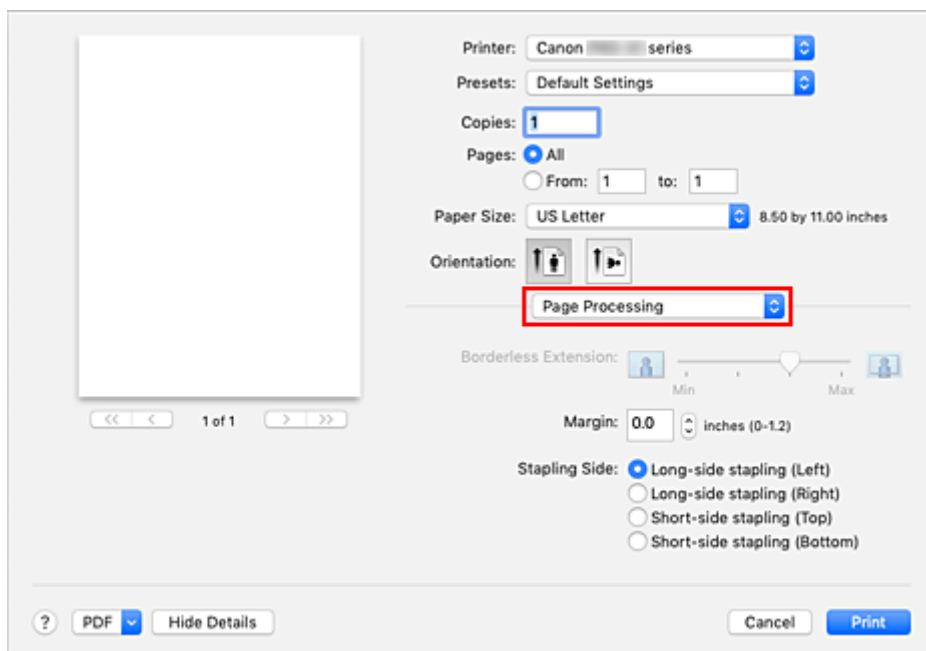 Printer: Canon series
Presets: Default Settings
Copies: 1
Pages: All
From: 1 to: 1
Paper Size: US Letter 8.50 by 11.00 inches
Orientation:
Page Processing
Borderless Extension:
Min Max
<< < 1 of 1 > >>
Margin: 0.0 inches (0-1.2)
Stapling Side: Long-side stapling (Left)
Long-side stapling (Right)
Short-side stapling (Top)
Short-side stapling (Bottom)
? PDF Hide Details Cancel Print